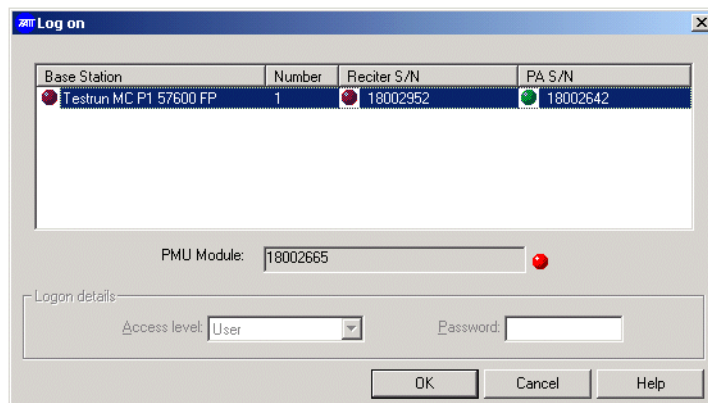 TAIT Log on
Base Station Number Reciter S/N PA S/N
Testrun MC P1 57600 FP 1 18002952 18002642
PMU Module: 18002665
Logon details
Access level: User Password:
OK Cancel Help